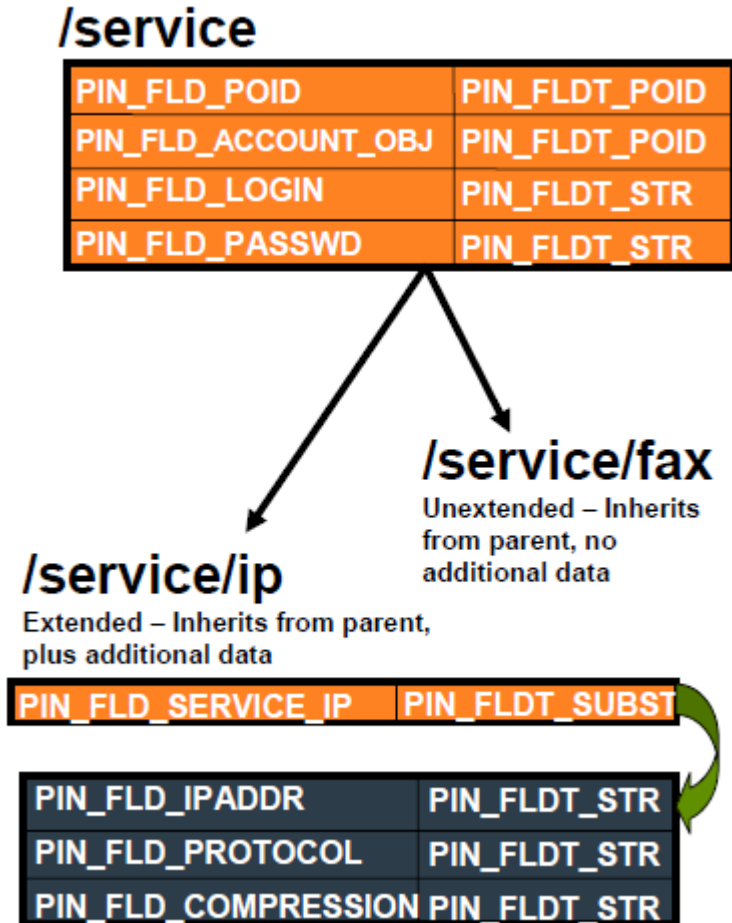 /service
PIN_FLD_POID PIN_FLDT_POID
PIN_FLD_ACCOUNT_OBJ PIN_FLDT_POID
PIN_FLD_LOGIN PIN_FLDT_STR
PIN_FLD_PASSWD PIN_FLDT_STR
/service/fax
Unextended – Inherits
from parent, no
additional data
/service/ip
Extended – Inherits from parent,
plus additional data
PIN_FLD_SERVICE_IP PIN_FLDT_SUBST
PIN_FLD_IPADDR PIN_FLDT_STR
PIN_FLD_PROTOCOL PIN_FLDT_STR
PIN_FLD_COMPRESSION PIN_FLDT_STR